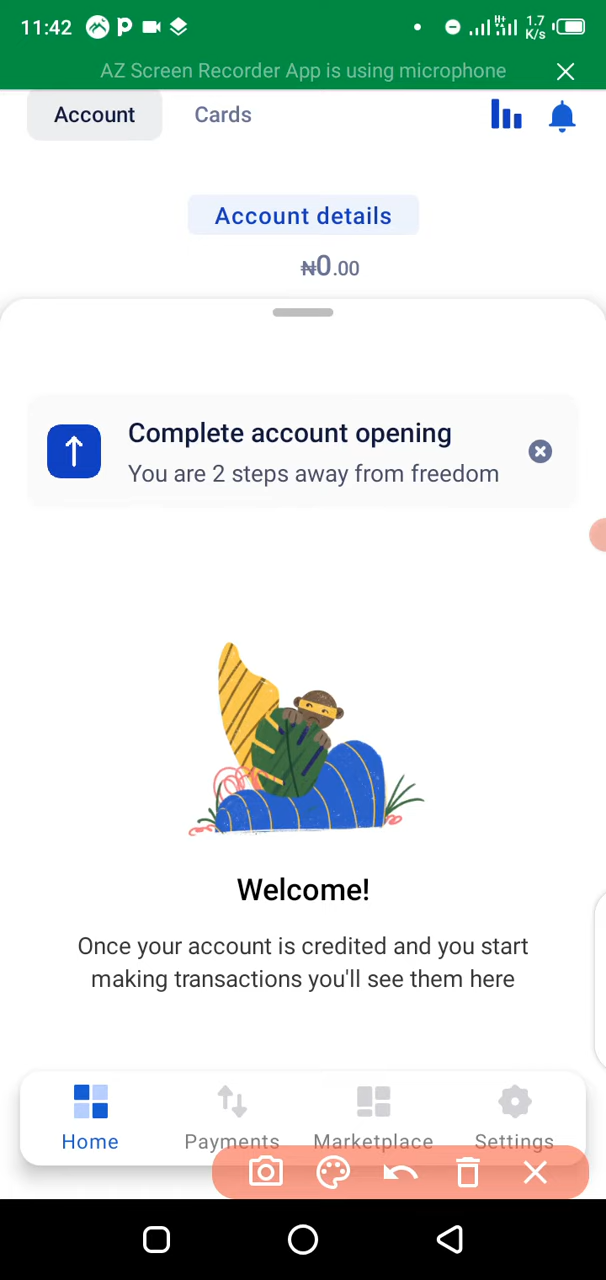 11:42
1.7
K/s
AZ Screen Recorder App is using microphone
Account
Cards
Account details
₦0.00
Complete account opening
You are 2 steps away from freedom
Welcome!
Once your account is credited and you start
making transactions you'll see them here
Home
Payments
Marketplace
Settings